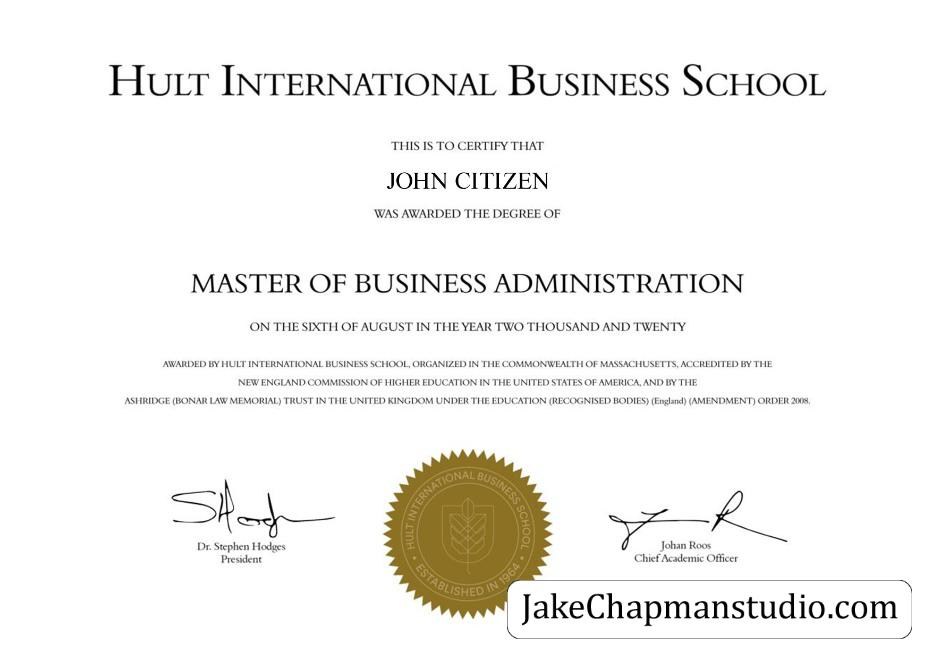 HULT INTERNATIONAL BUSINESS SCHOOL
THIS IS TO CERTIFY THAT
JOHN CITIZEN
WAS AWARDED THE DEGREE OF
MASTER OF BUSINESS ADMINISTRATION
ON THE SIXTH OF AUGUST IN THE YEAR TWO THOUSAND AND TWENTY
AWARDED BY HULT INTERNATIONAL BUSINESS SCHOOL, ORGANIZED IN THE COMMONWEALTH OF MASSACHUSETTS, ACCREDITED BY THE
NEW ENGLAND COMMISSION OF HIGHER EDUCATION IN THE UNITED STATES OF AMERICA, AND BY THE
ASHRIDGE (BONAR LAW MEMORIAL) TRUST IN THE UNITED KINGDOM UNDER THE EDUCATION (RECOGNISED BODIES) (England) (AMENDMENT) ORDER 2008.
HULT INTERNATIONAL BUSINESS SCHOOL
• ESTABLISHED IN 1964 •
Dr. Stephen Hodges
President
Johan Roos
Chief Academic Officer
JakeChapmanstudio.com